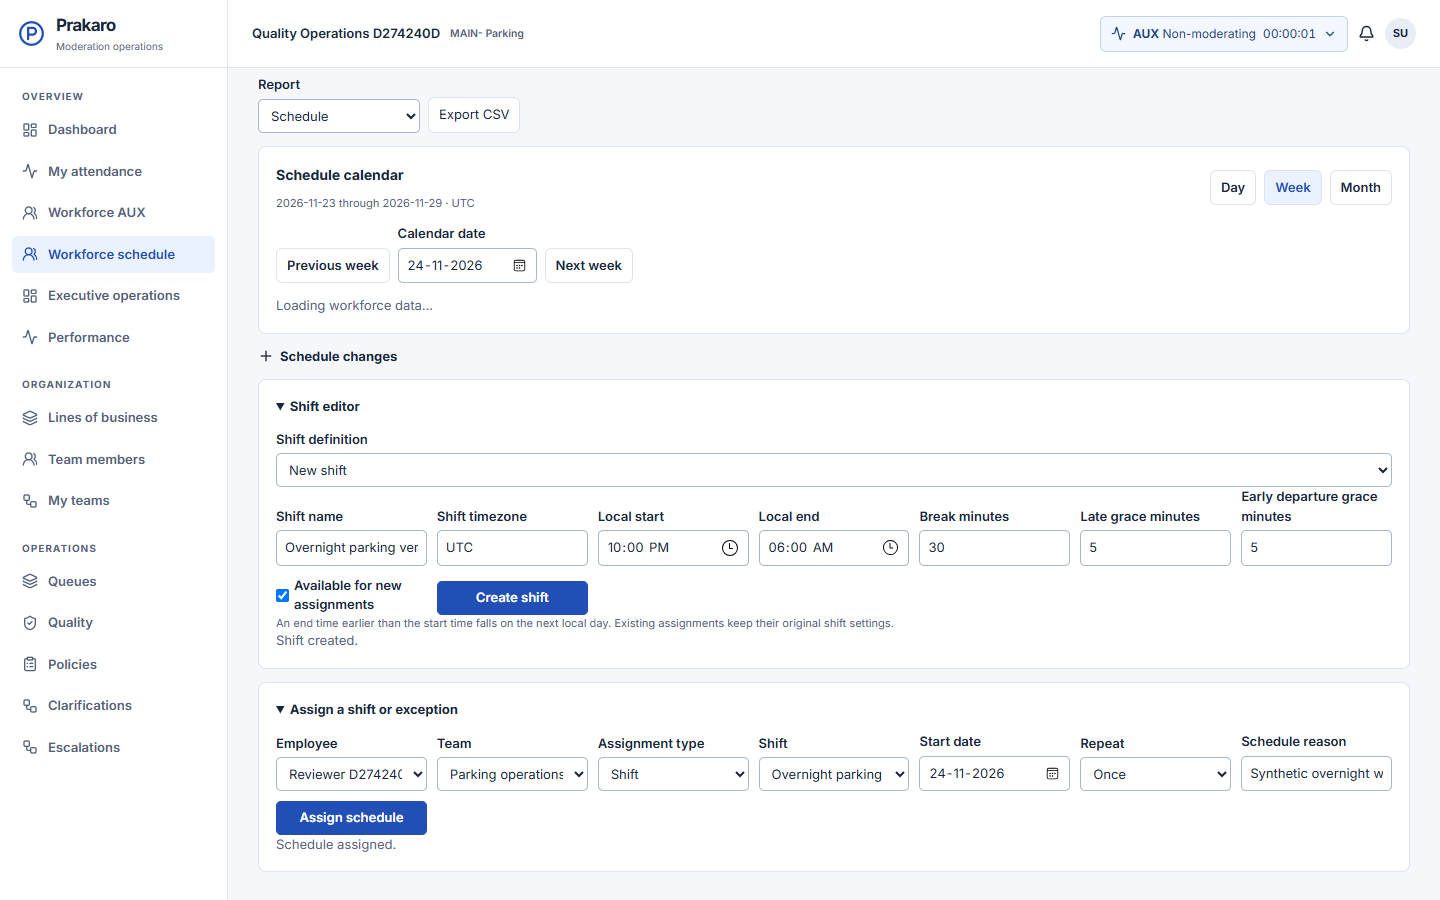 Prakaro
Moderation operations
Quality Operations D274240D MAIN- Parking
AUX Non-moderating 00:00:01
SU
OVERVIEW
Dashboard
My attendance
Workforce AUX
Workforce schedule
Executive operations
Performance
ORGANIZATION
Lines of business
Team members
My teams
OPERATIONS
Queues
Quality
Policies
Clarifications
Escalations
Report
Schedule
Export CSV
Schedule calendar
2026-11-23 through 2026-11-29 · UTC
Day
Week
Month
Calendar date
Previous week
24-11-2026
Next week
Loading workforce data...
Schedule changes
Shift editor
Shift definition
New shift
Shift name
Shift timezone
Local start
Local end
Break minutes
Late grace minutes
Early departure grace
minutes
Overnight parking ver
UTC
10:00 PM
06:00 AM
30
5
5
Available for new
assignments
Create shift
An end time earlier than the start time falls on the next local day. Existing assignments keep their original shift settings.
Shift created.
Assign a shift or exception
Employee
Team
Assignment type
Shift
Start date
Repeat
Schedule reason
Reviewer D27424
Parking operations
Shift
Overnight parking
24-11-2026
Once
Synthetic overnight w
Assign schedule
Schedule assigned.